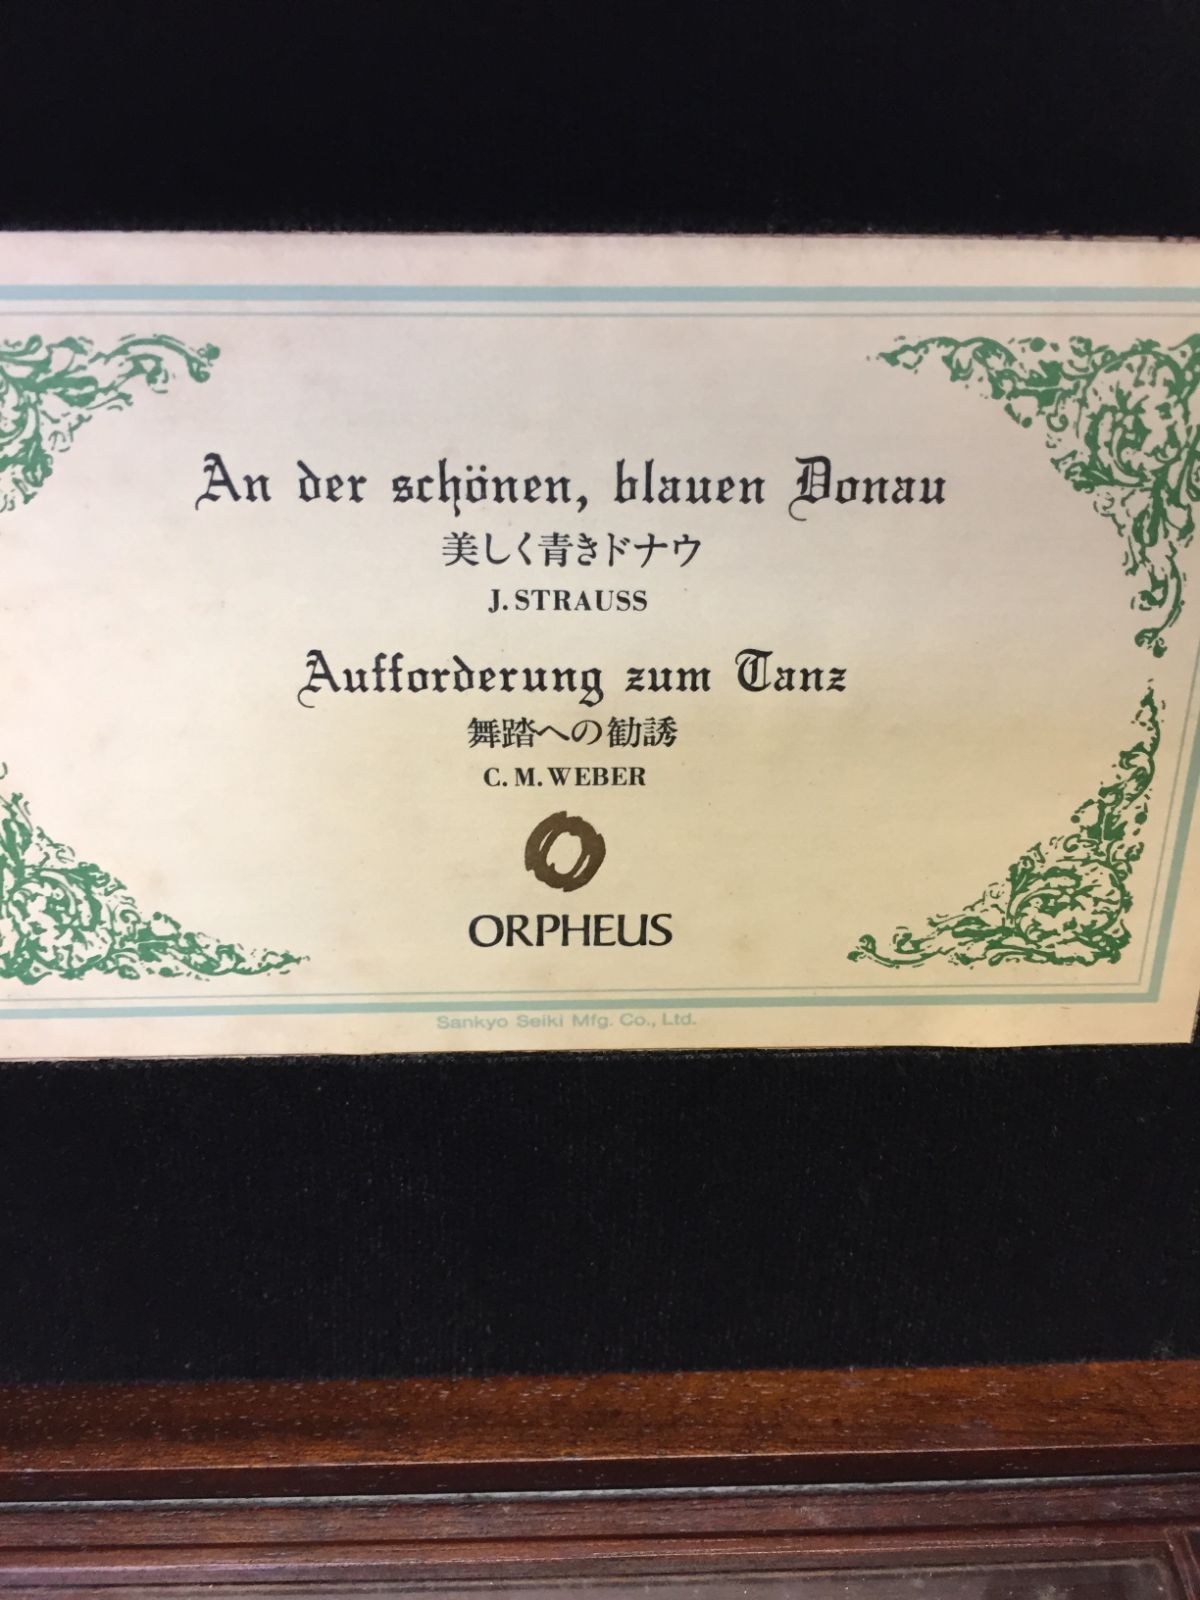 An der schönen, blauen Donau
美しく青きドナウ
J. STRAUSS
Aufforderung zum Tanz
舞踏への勧誘
C. M. WEBER
ORPHEUS
Sankyo Seiki Mfg. Co., Ltd.